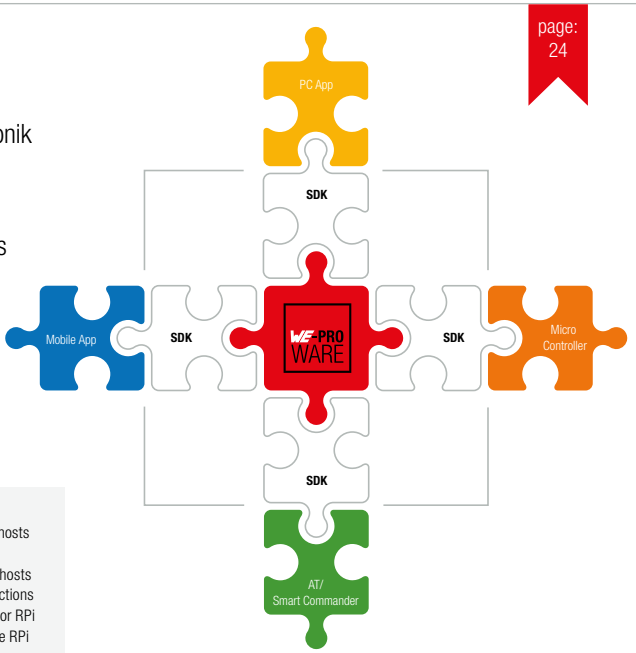 page:
24
PC App
SDK
Mobile App
SDK
WE-PRO
WARE
SDK
Micro
Controller
SDK
AT/
Smart Commander
onik
s
hosts
hosts
ctions
or RPi
e RPi